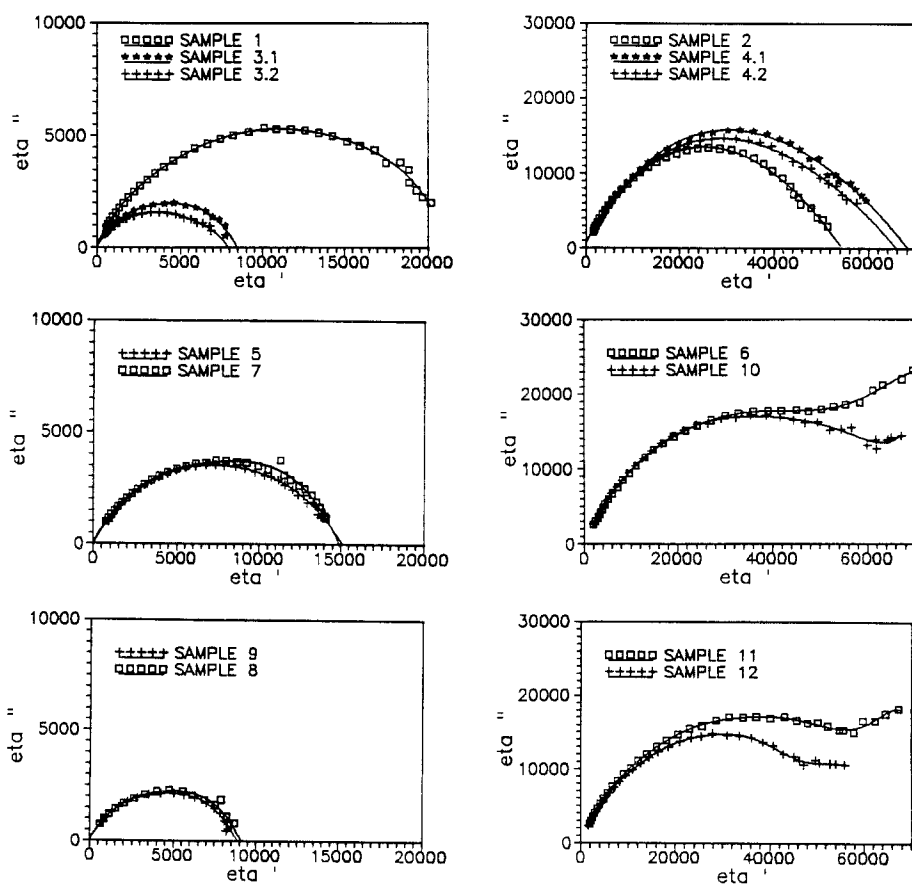 10000
SAMPLE 1
SAMPLE 3.1
SAMPLE 3.2
eta "
5000
0
0 5000 10000 15000 20000
eta '
30000
SAMPLE 2
SAMPLE 4.1
SAMPLE 4.2
20000
eta "
10000
0
0 20000 40000 60000
eta '
10000
SAMPLE 5
SAMPLE 7
eta "
5000
0
0 5000 10000 15000 20000
eta '
30000
SAMPLE 6
SAMPLE 10
20000
eta "
10000
0
0 20000 40000 60000
eta '
10000
SAMPLE 9
SAMPLE 8
eta "
5000
0
0 5000 10000 15000 20000
eta '
30000
SAMPLE 11
SAMPLE 12
20000
eta "
10000
0
0 20000 40000 60000
eta '